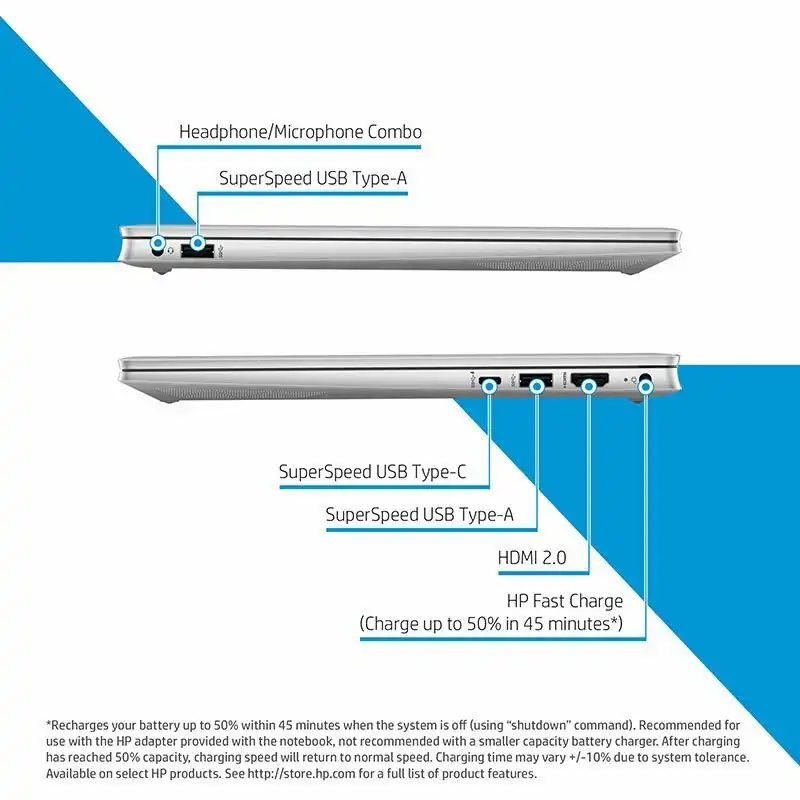 Headphone/Microphone Combo
SuperSpeed USB Type-A
SuperSpeed USB Type-C
SuperSpeed USB Type-A
HDMI 2.0
HP Fast Charge
(Charge up to 50% in 45 minutes*)
*Recharges your battery up to 50% within 45 minutes when the system is off (using “shutdown” command). Recommended for
use with the HP adapter provided with the notebook, not recommended with a smaller capacity battery charger. After charging
has reached 50% capacity, charging speed will return to normal speed. Charging time may vary +/-10% due to system tolerance.
Available on select HP products. See http://store.hp.com for a full list of product features.